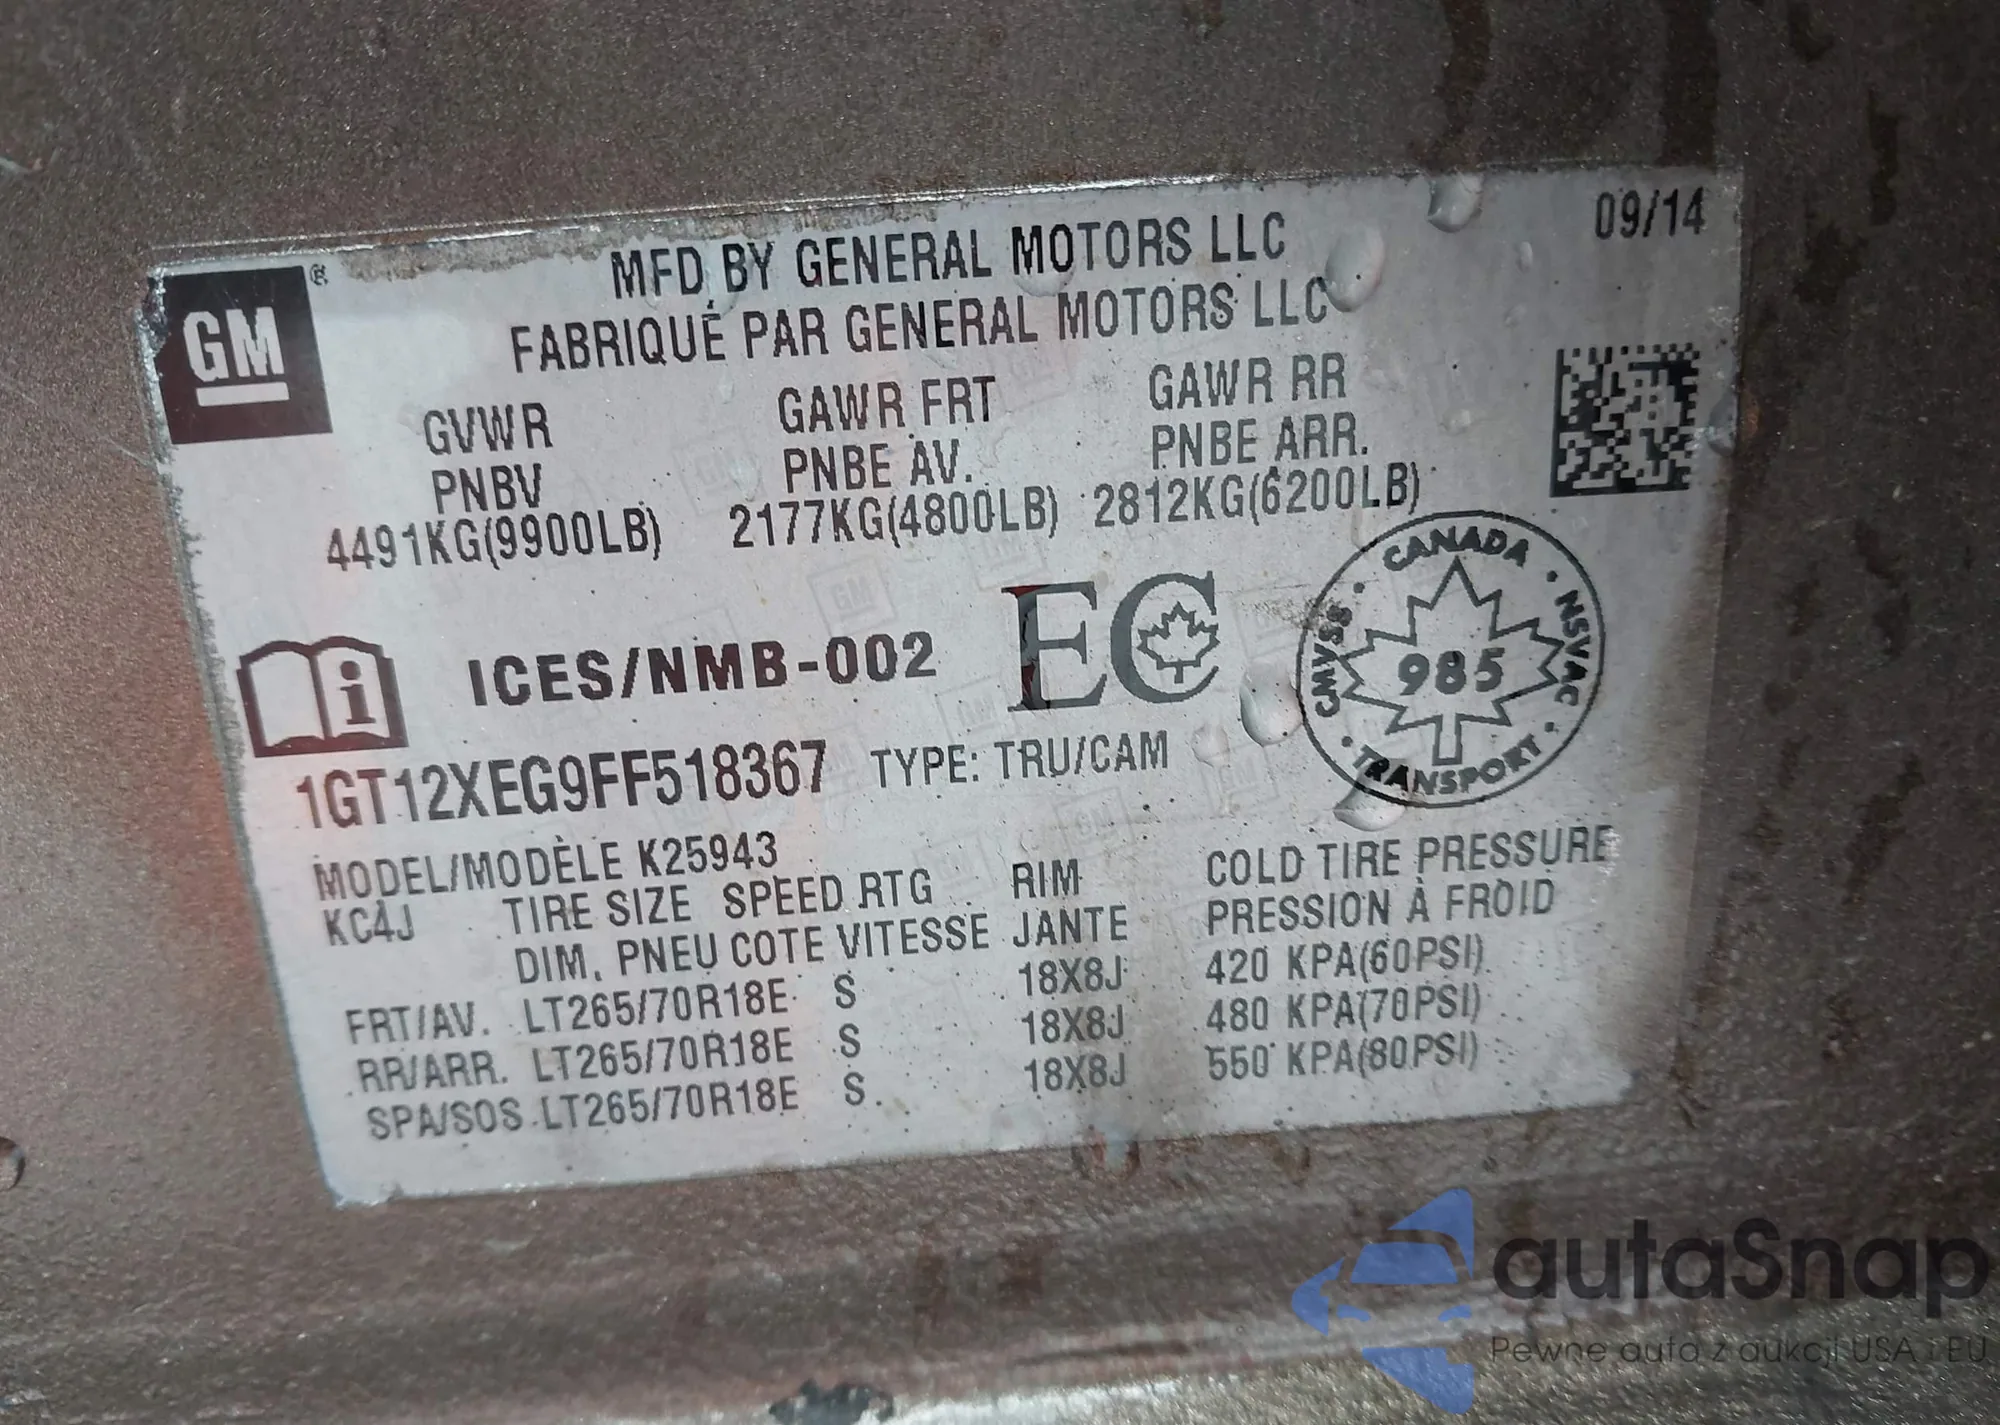 09/14
GM®
MFD BY GENERAL MOTORS LLC
FABRIQUÉ PAR GENERAL MOTORS LLC
GVWR GAWR FRT GAWR RR
PNBV PNBE AV. PNBE ARR.
4491KG(9900LB) 2177KG(4800LB) 2812KG(6200LB)
i ICES/NMB-002 EC
CANADA
CMVSS · 985 · NSVAC
TRANSPORT
1GT12XEG9FF518367 TYPE: TRU/CAM
MODEL/MODÈLE K25943
KC4J TIRE SIZE SPEED RTG RIM COLD TIRE PRESSURE
DIM. PNEU COTE VITESSE JANTE PRESSION À FROID
FRT/AV. LT265/70R18E S 18X8J 420 KPA(60PSI)
RR/ARR. LT265/70R18E S 18X8J 480 KPA(70PSI)
SPA/SOS LT265/70R18E S 18X8J 550 KPA(80PSI)
autaSnap
Pewne auta z aukcji USA i EU